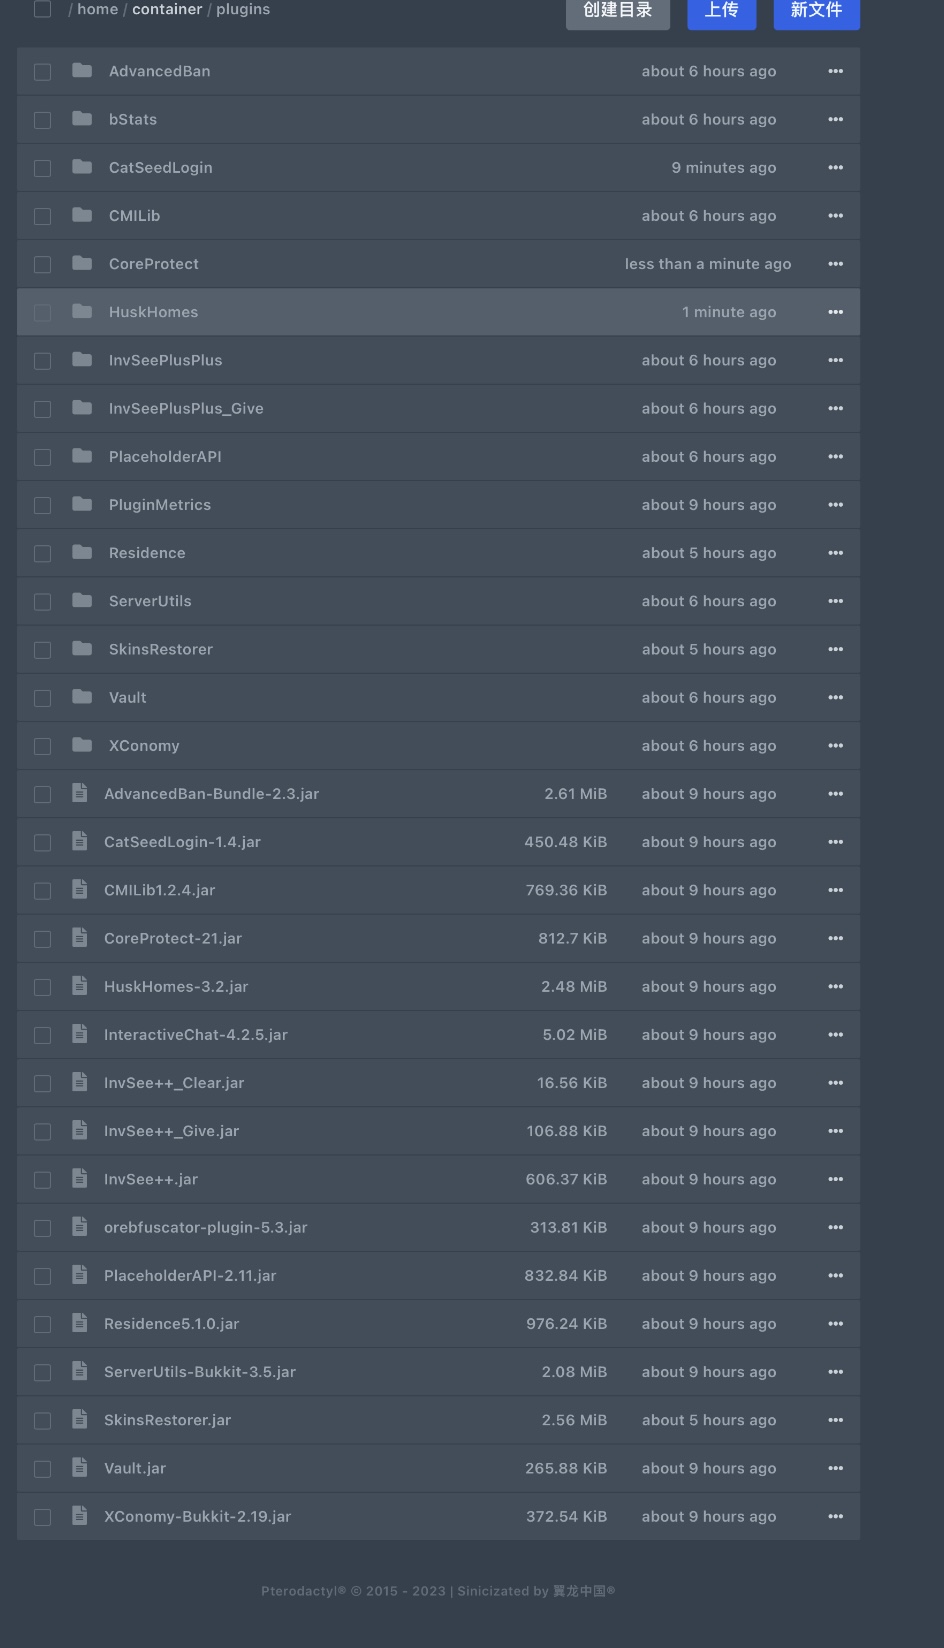 / home / container / plugins 创建目录 上传 新文件
AdvancedBan about 6 hours ago •••
bStats about 6 hours ago •••
CatSeedLogin 9 minutes ago •••
CMILib about 6 hours ago •••
CoreProtect less than a minute ago •••
HuskHomes 1 minute ago •••
InvSeePlusPlus about 6 hours ago •••
InvSeePlusPlus_Give about 6 hours ago •••
PlaceholderAPI about 6 hours ago •••
PluginMetrics about 9 hours ago •••
Residence about 5 hours ago •••
ServerUtils about 6 hours ago •••
SkinsRestorer about 5 hours ago •••
Vault about 6 hours ago •••
XConomy about 6 hours ago •••
AdvancedBan-Bundle-2.3.jar 2.61 MiB about 9 hours ago •••
CatSeedLogin-1.4.jar 450.48 KiB about 9 hours ago •••
CMILib1.2.4.jar 769.36 KiB about 9 hours ago •••
CoreProtect-21.jar 812.7 KiB about 9 hours ago •••
HuskHomes-3.2.jar 2.48 MiB about 9 hours ago •••
InteractiveChat-4.2.5.jar 5.02 MiB about 9 hours ago •••
InvSee++_Clear.jar 16.56 KiB about 9 hours ago •••
InvSee++_Give.jar 106.88 KiB about 9 hours ago •••
InvSee++.jar 606.37 KiB about 9 hours ago •••
orebfuscator-plugin-5.3.jar 313.81 KiB about 9 hours ago •••
PlaceholderAPI-2.11.jar 832.84 KiB about 9 hours ago •••
Residence5.1.0.jar 976.24 KiB about 9 hours ago •••
ServerUtils-Bukkit-3.5.jar 2.08 MiB about 9 hours ago •••
SkinsRestorer.jar 2.56 MiB about 5 hours ago •••
Vault.jar 265.88 KiB about 9 hours ago •••
XConomy-Bukkit-2.19.jar 372.54 KiB about 9 hours ago •••
Pterodactyl® © 2015 - 2023 | Sinicizated by 翼龙中国®